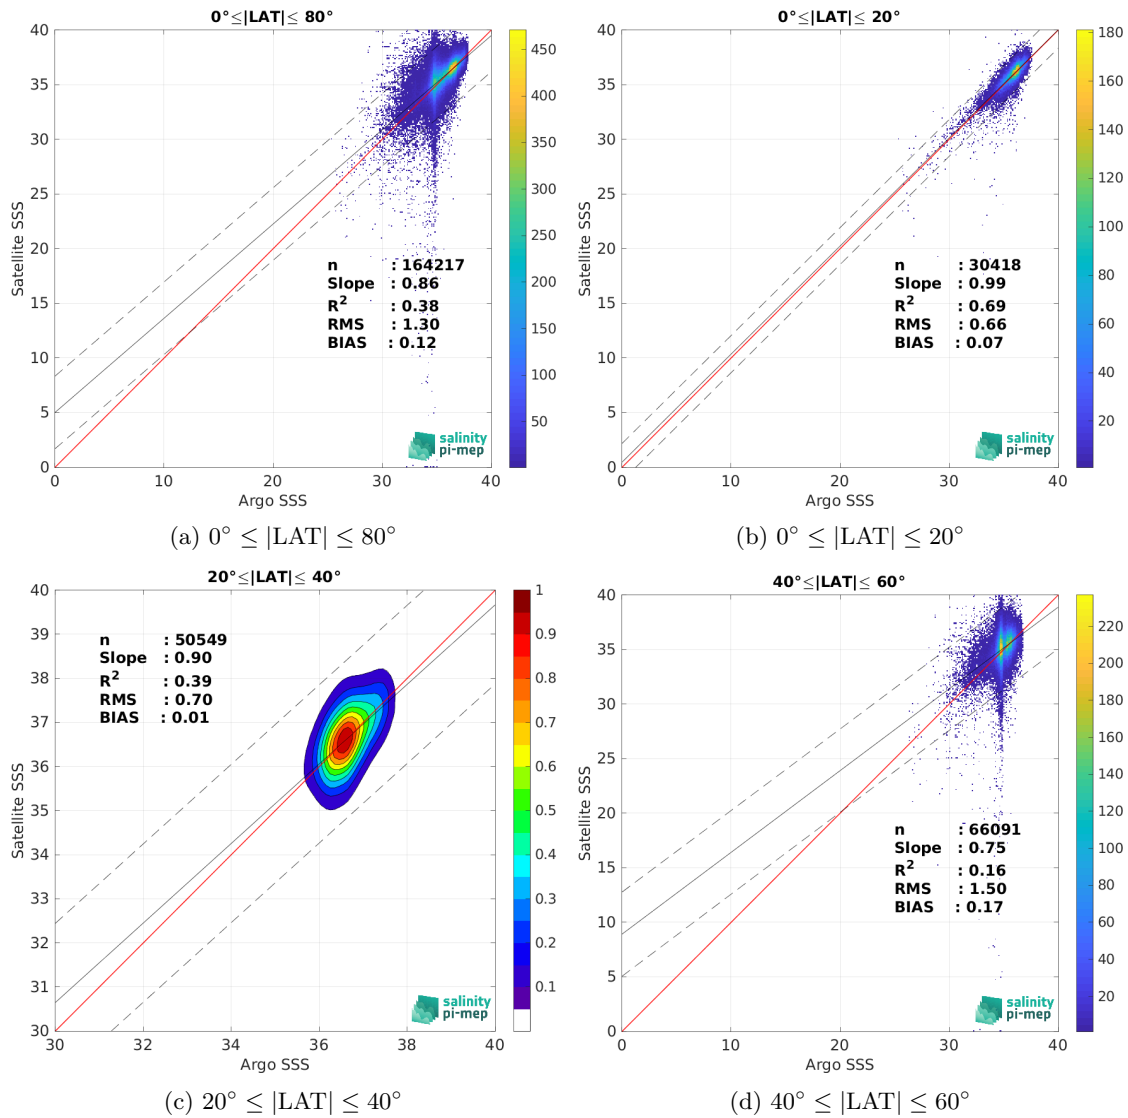 0°≤|LAT|≤ 80°
40
35
30
25
20
15
10
5
0
Satellite SSS
0
10
20
30
40
Argo SSS
n : 164217
Slope : 0.86
R² : 0.38
RMS : 1.30
BIAS : 0.12
salinity
pi-mep
450
400
350
300
250
200
150
100
50
(a) 0° ≤ |LAT| ≤ 80°
0°≤|LAT|≤ 20°
40
35
30
25
20
15
10
5
0
Satellite SSS
0
10
20
30
40
Argo SSS
n : 30418
Slope : 0.99
R² : 0.69
RMS : 0.66
BIAS : 0.07
salinity
pi-mep
180
160
140
120
100
80
60
40
20
(b) 0° ≤ |LAT| ≤ 20°
20°≤|LAT|≤ 40°
40
39
38
37
36
35
34
33
32
31
30
Satellite SSS
30
32
34
36
38
40
Argo SSS
n : 50549
Slope : 0.90
R² : 0.39
RMS : 0.70
BIAS : 0.01
salinity
pi-mep
1
0.9
0.8
0.7
0.6
0.5
0.4
0.3
0.2
0.1
(c) 20° ≤ |LAT| ≤ 40°
40°≤|LAT|≤ 60°
40
35
30
25
20
15
10
5
0
Satellite SSS
0
10
20
30
40
Argo SSS
n : 66091
Slope : 0.75
R² : 0.16
RMS : 1.50
BIAS : 0.17
salinity
pi-mep
220
200
180
160
140
120
100
80
60
40
20
(d) 40° ≤ |LAT| ≤ 60°